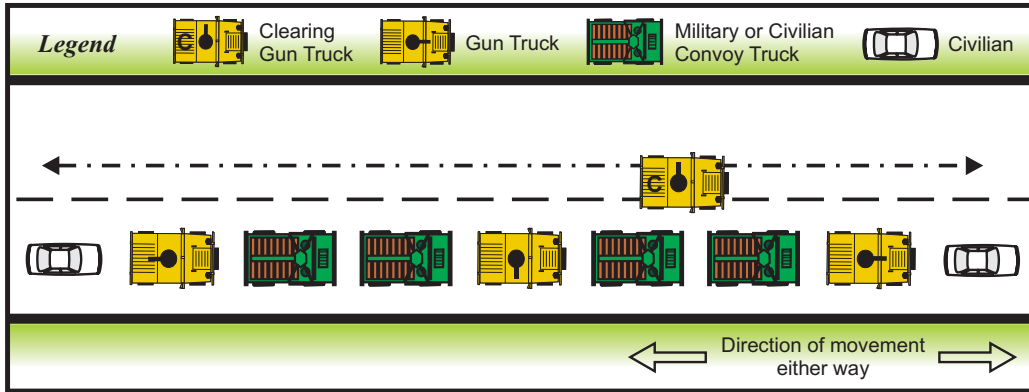 Legend
C
Clearing
Gun Truck
Gun Truck
Military or Civilian
Convoy Truck
Civilian
C
Direction of movement
either way